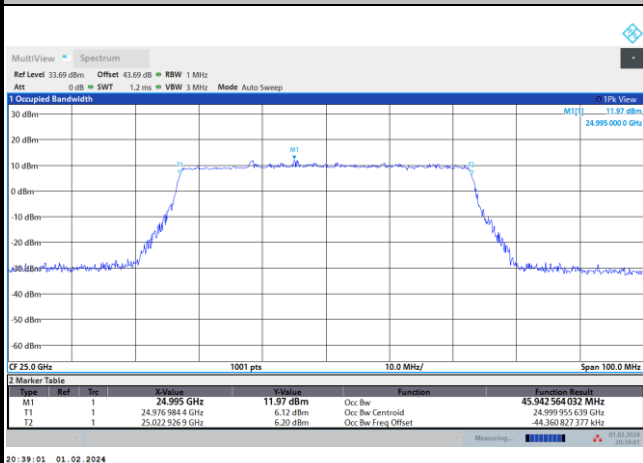 MultiView Spectrum
Ref Level 33.69 dBm Offset 43.69 dB RBW 1 MHz
Att 0 dB SWT 1.2 ms VBW 3 MHz Mode Auto Sweep
1 Occupied Bandwidth 1Pk View
M1[1] 11.97 dBm
24.995 000 0 GHz
30 dBm
20 dBm
M1
10 dBm
T1 T2
0 dBm
-10 dBm
-20 dBm
-30 dBm
-40 dBm
-50 dBm
-60 dBm
CF 25.0 GHz 1001 pts 10.0 MHz/ Span 100.0 MHz
2 Marker Table
Type Ref Trc X-Value Y-Value Function Function Result
M1 1 24.995 GHz 11.97 dBm Occ Bw 45.942 564 032 MHz
T1 1 24.976 984 4 GHz 6.12 dBm Occ Bw Centroid 24.999 955 639 GHz
T2 1 25.022 926 9 GHz 6.20 dBm Occ Bw Freq Offset -44.360 827 377 kHz
Measuring... 01.02.2024
20:39:01
20:39:01 01.02.2024